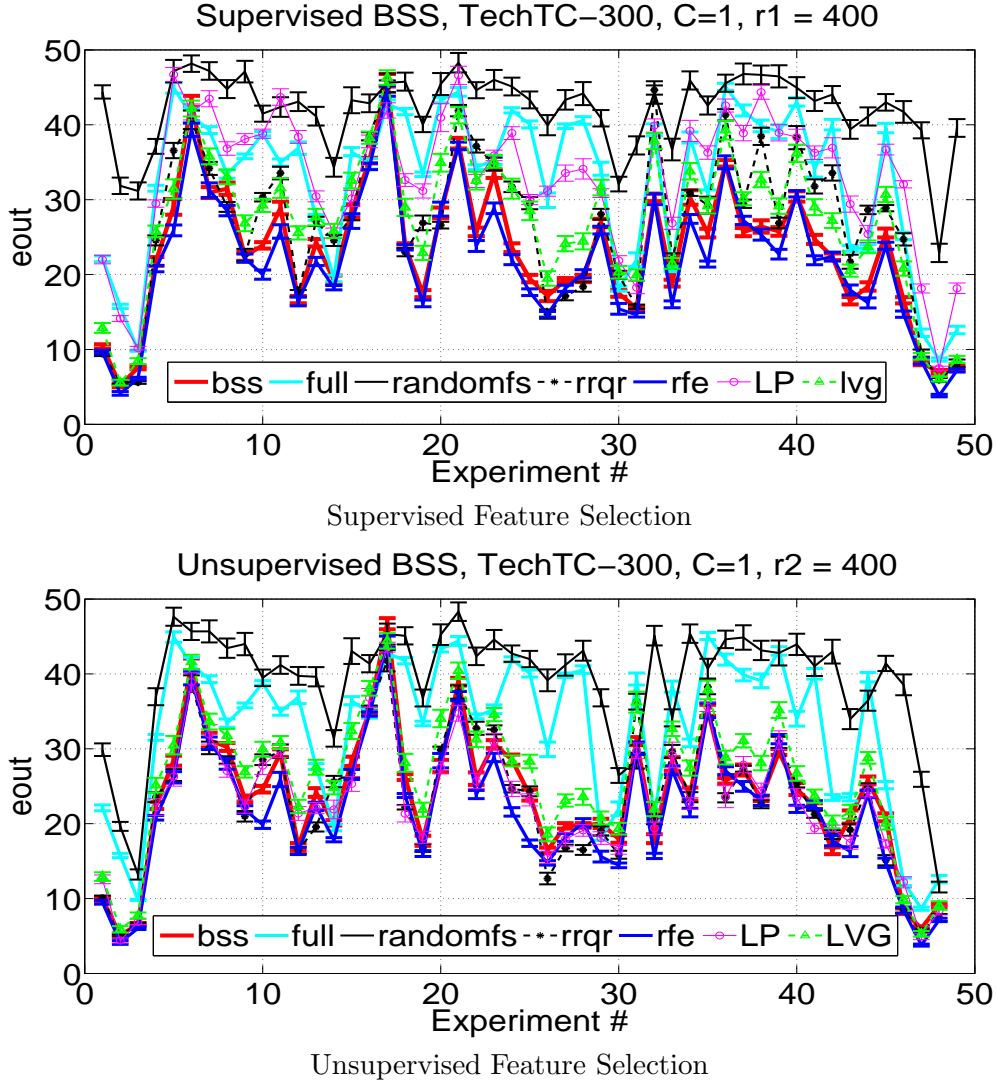 Supervised BSS, TechTC−300, C=1, r1 = 400
50
40
30
20
10
0
eout
bss full randomfs rrqr rfe LP lvg
0 10 20 30 40 50
Experiment #
Supervised Feature Selection
Unsupervised BSS, TechTC−300, C=1, r2 = 400
50
40
30
20
10
0
eout
bss full randomfs rrqr rfe LP LVG
0 10 20 30 40 50
Experiment #
Unsupervised Feature Selection